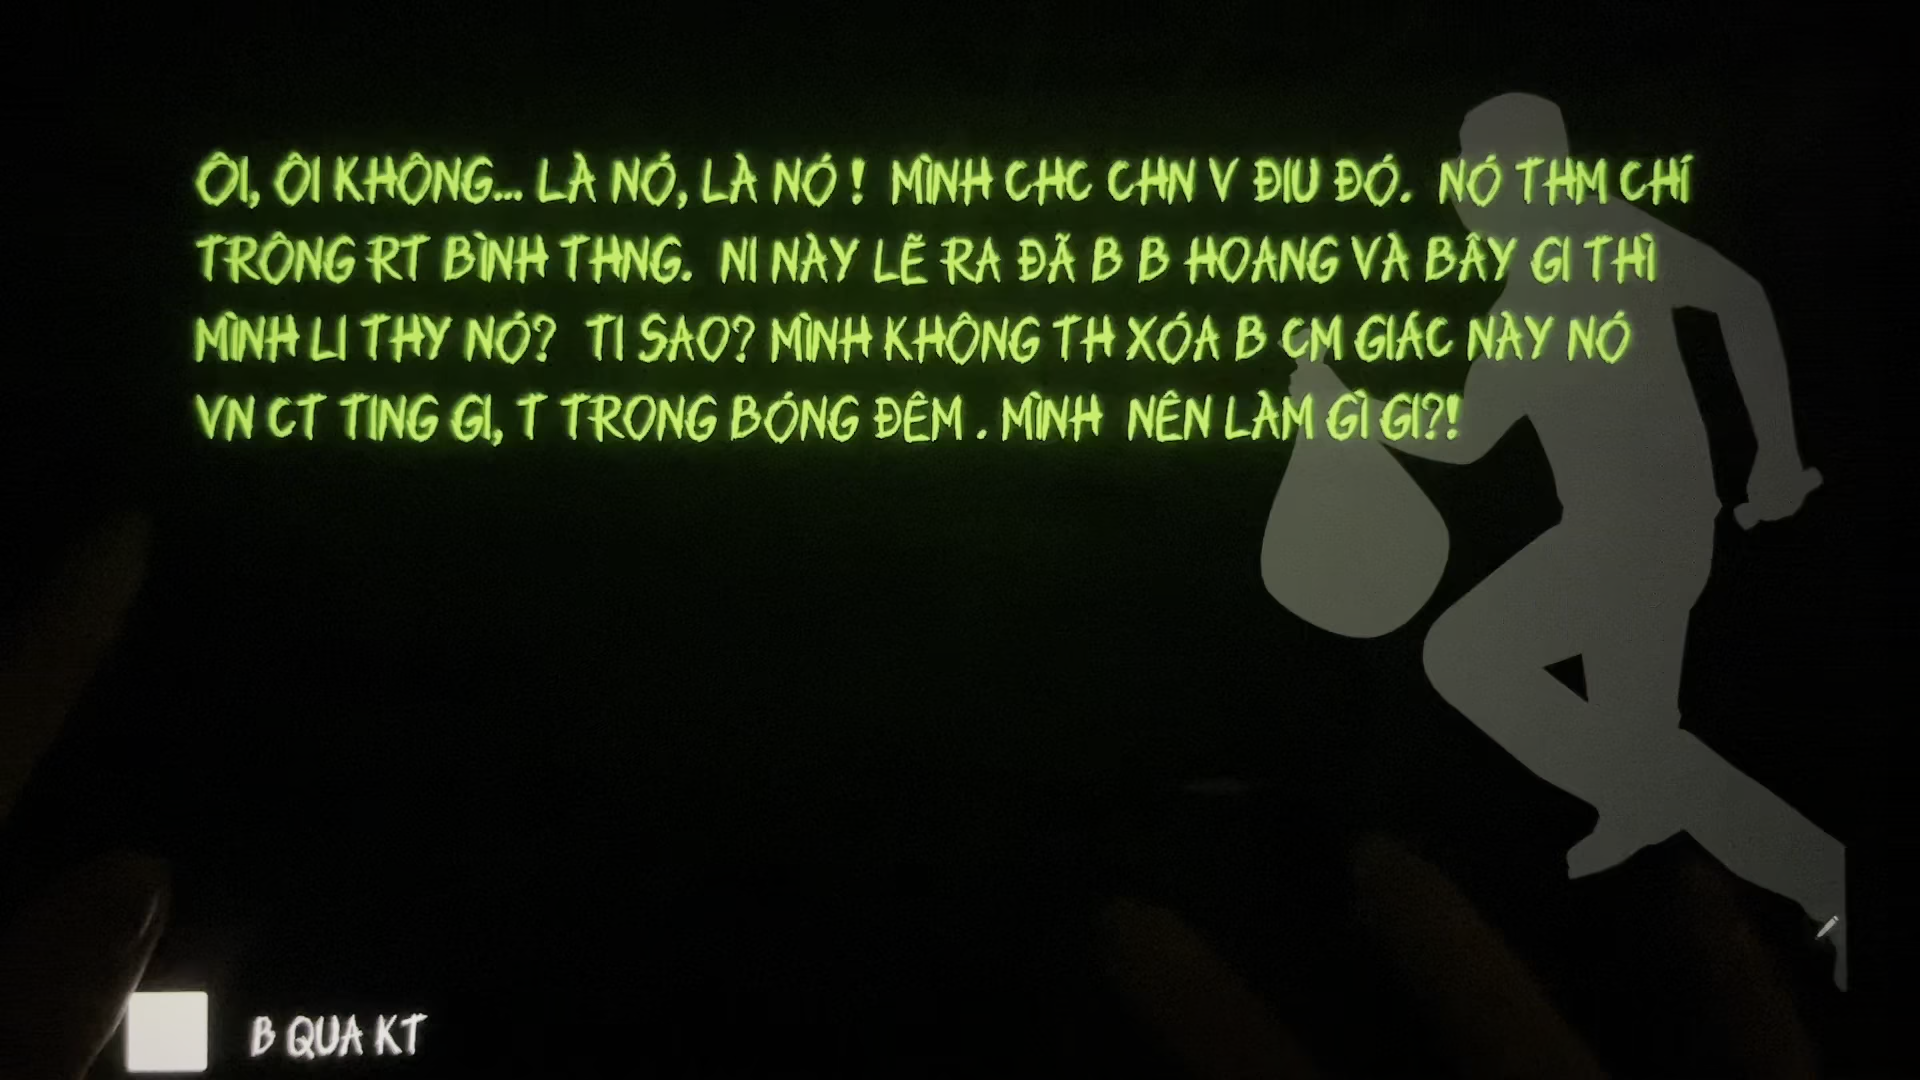 ÔI, ÔI KHÔNG... LÀ NÓ, LÀ NÓ ! MÌNH CHC CHN V ĐIU ĐÓ. NÓ THM CHÍ
TRÔNG RT BÌNH THNG. NI NÀY LẼ RA ĐÃ B B HOANG VÀ BÂY GI THÌ
MÌNH LI THY NÓ? TI SAO? MÌNH KHÔNG TH XÓA B CM GIÁC NÀY NÓ
VN CT TING GI, T TRONG BÓNG ĐÊM . MÌNH NÊN LÀM GÌ GI?!
B QUA KT